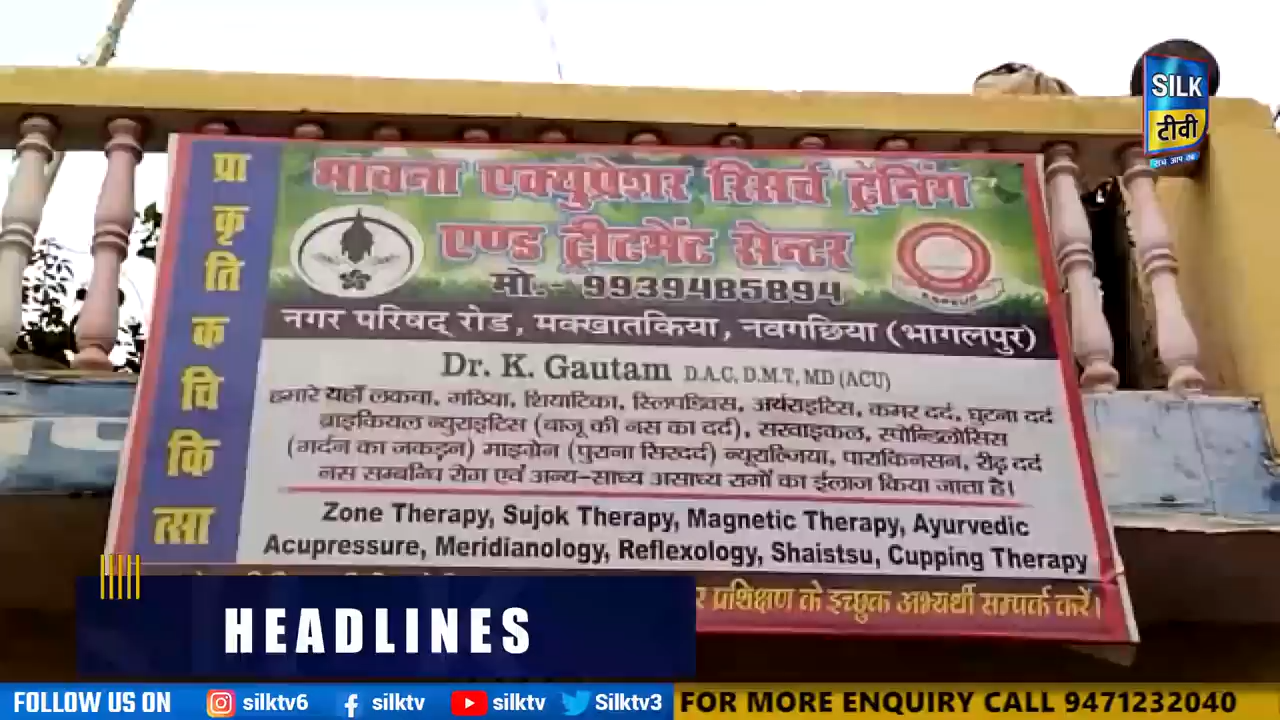 SILK
टीवी
प्राकृतिक चिकित्सा
भावना एक्युप्रेशर रिसर्च ट्रेनिंग
एण्ड ट्रीटमेंट सेन्टर
मो.- 9939485894
नगर परिषद् रोड, मक्खातकिया, नवगछिया (भागलपुर)
Dr. K. Gautam D.A.C, D.M.T, MD (ACU)
हमारे यहाँ लकवा, गठिया, शियाटिका, स्लिपडिक्स, अर्थराइटिस, कमर दर्द, घुटना दर्द
ब्राइकियल न्युराइटिस (बाजू की नस का दर्द), सरवाइकल, स्पोन्डिलोसिस
(गर्दन का जकड़न) माइग्रेन (पुराना सिरदर्द) न्यूराल्जिया, पारकिनसन, रीढ़ दर्द
नस सम्बन्धि रोग एवं अन्य-साध्य असाध्य रागों का ईलाज किया जाता है।
Zone Therapy, Sujok Therapy, Magnetic Therapy, Ayurvedic
Acupressure, Meridianology, Reflexology, Shaistsu, Cupping Therapy
प्रशिक्षण के इच्छुक अभ्यर्थी सम्पर्क करें।
HEADLINES
FOLLOW US ON silktv6 silktv silktv Silktv3 FOR MORE ENQUIRY CALL 9471232040